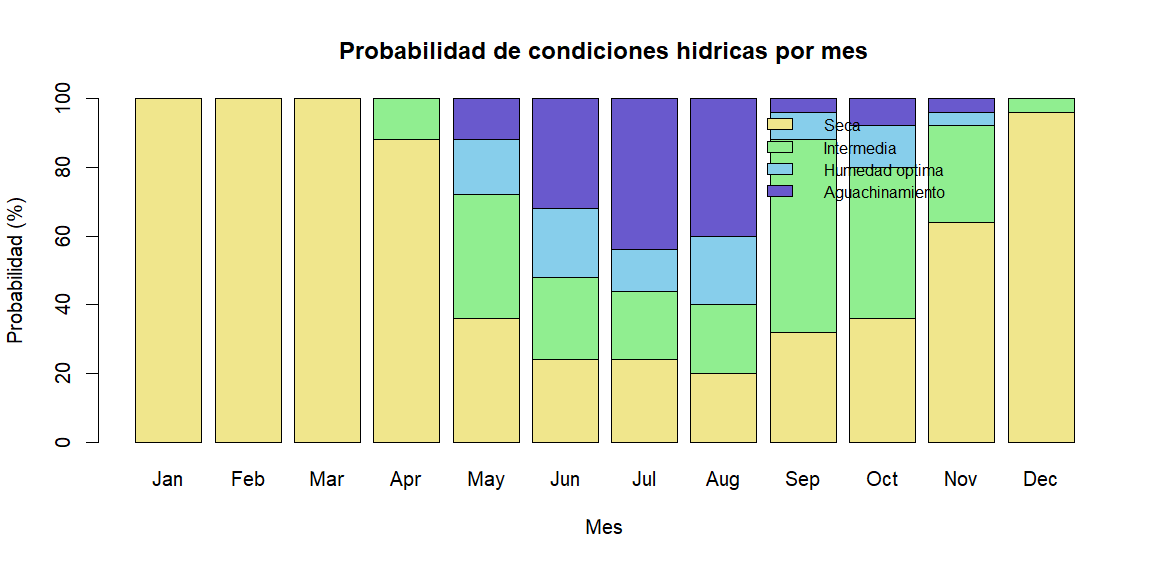 Probabilidad de condiciones hidricas por mes
Probabilidad (%)
100
80
60
40
20
0
Seca
Intermedia
Humedad optima
Aguachinamiento
Jan Feb Mar Apr May Jun Jul Aug Sep Oct Nov Dec
Mes